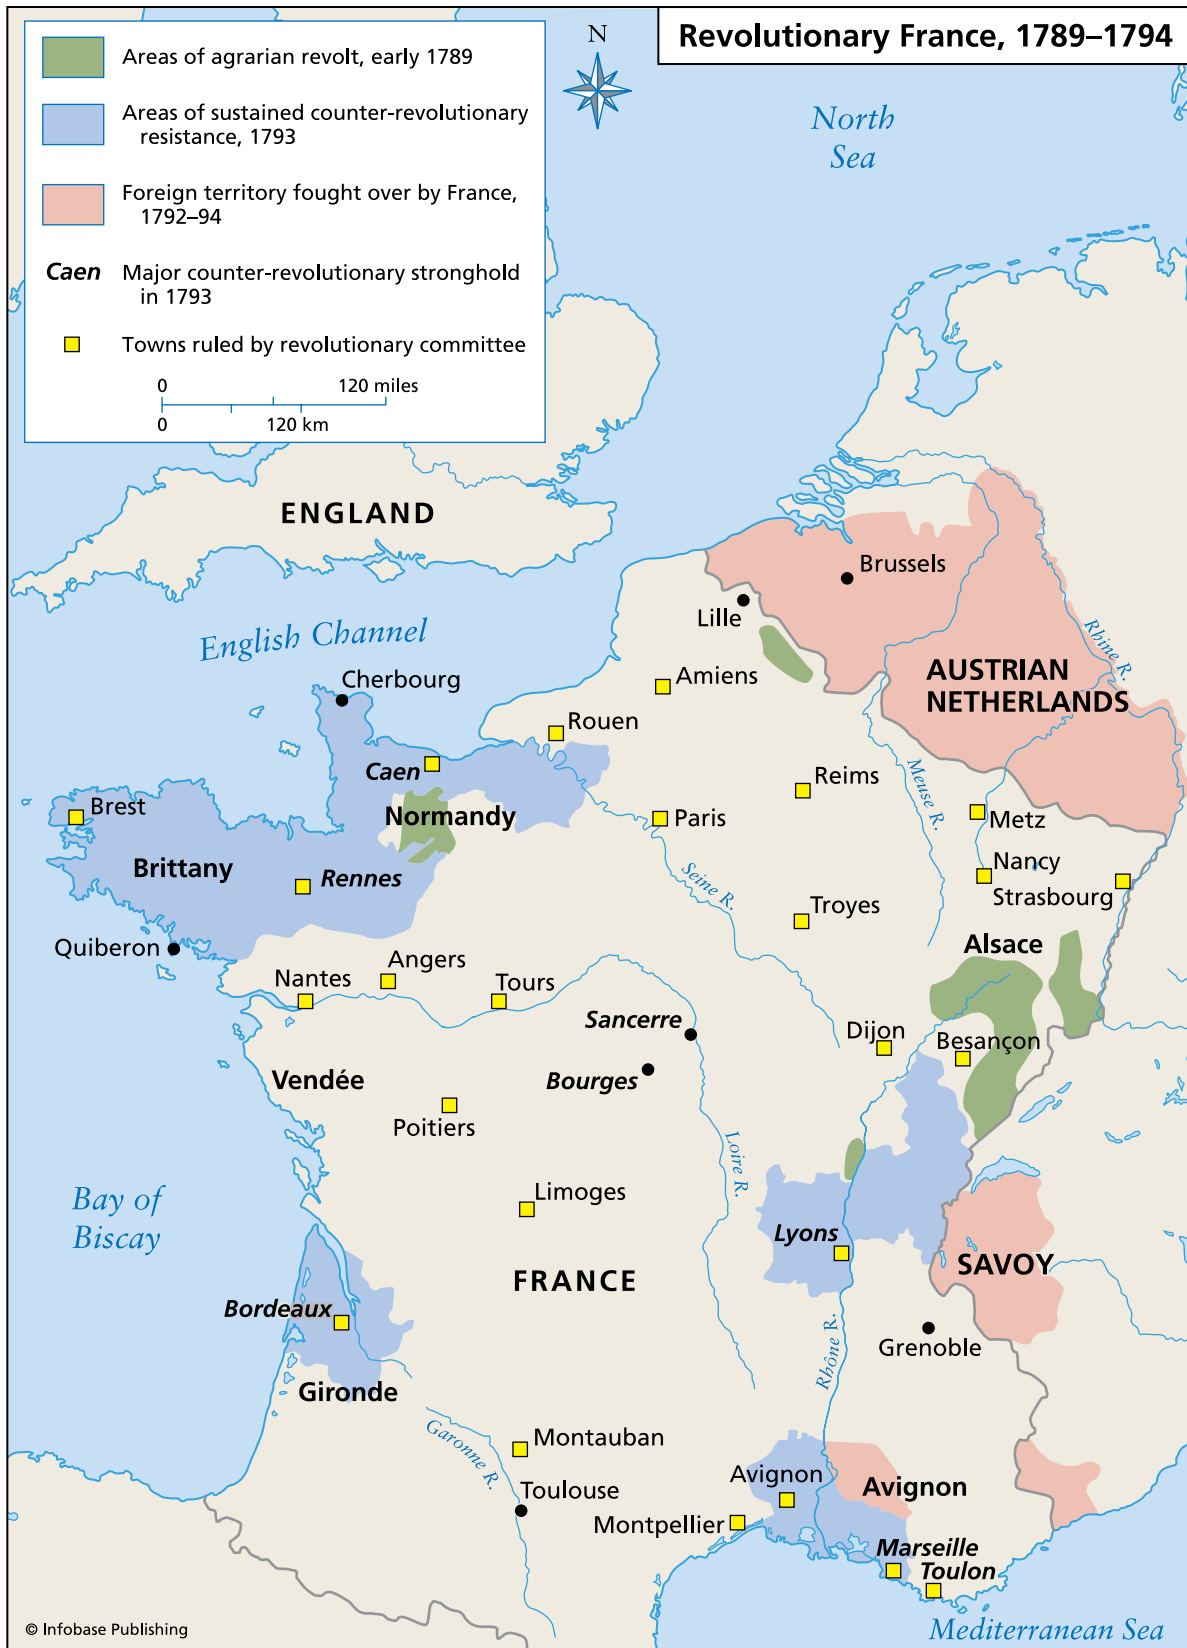 Revolutionary France, 1789–1794
Areas of agrarian revolt, early 1789
Areas of sustained counter-revolutionary
resistance, 1793
Foreign territory fought over by France,
1792–94
Caen
Major counter-revolutionary stronghold
in 1793
Towns ruled by revolutionary committee
0
120 miles
0
120 km
N
North
Sea
ENGLAND
English Channel
Brussels
Lille
Rhine R.
AUSTRIAN
NETHERLANDS
Cherbourg
Amiens
Rouen
Caen
Reims
Meuse R.
Brest
Normandy
Paris
Metz
Brittany
Rennes
Seine R.
Nancy
Strasbourg
Troyes
Alsace
Quiberon
Angers
Nantes
Tours
Sancerre
Dijon
Besançon
Vendée
Bourges
Poitiers
Loire R.
Bay of
Biscay
Limoges
Lyons
FRANCE
SAVOY
Bordeaux
Rhône R.
Grenoble
Gironde
Garonne R.
Montauban
Avignon
Avignon
Toulouse
Montpellier
Marseille
Toulon
© Infobase Publishing
Mediterranean Sea